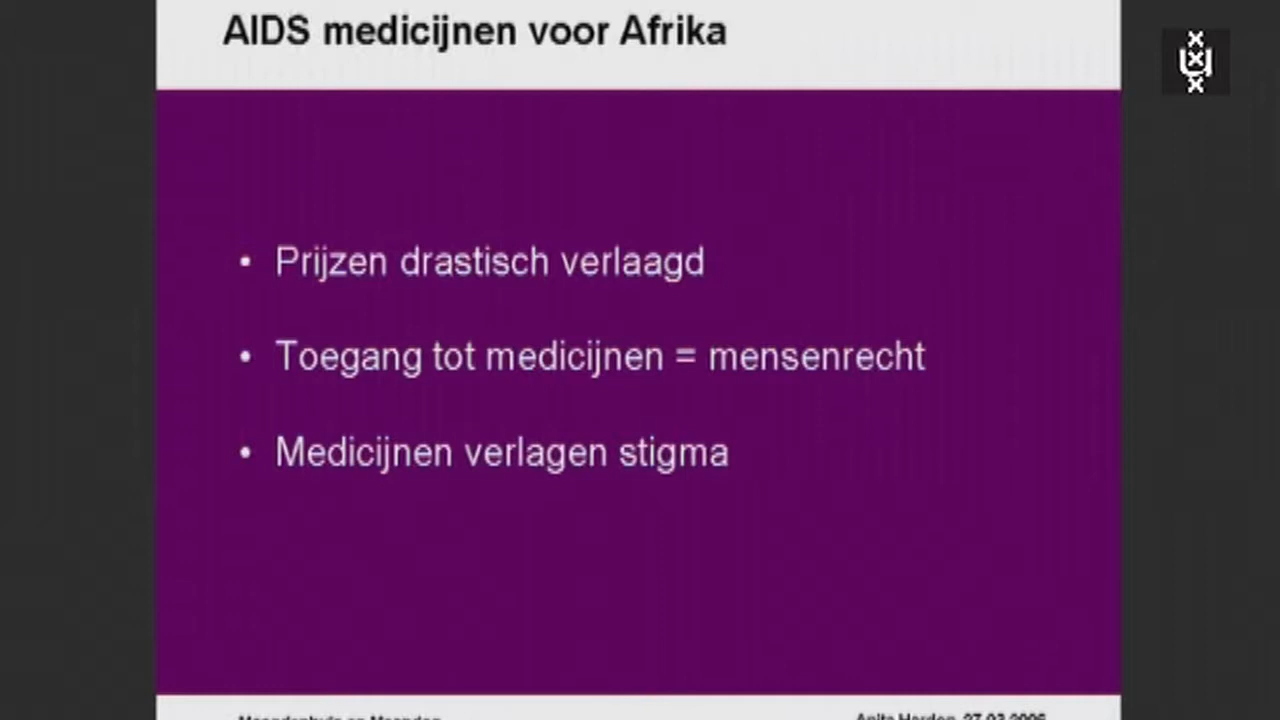 AIDS medicijnen voor Afrika
• Prijzen drastisch verlaagd
• Toegang tot medicijnen = mensenrecht
• Medicijnen verlagen stigma